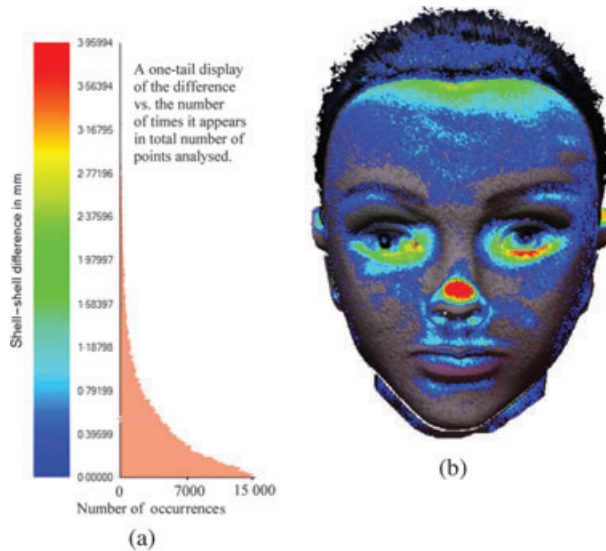 3·95994
3·56394
3·16795
2·77196
2·37596
1·97997
1·58397
1·18798
0·79199
0·39599
0·00000
Shell–shell difference in mm
A one-tail display
of the difference
vs. the number
of times it appears
in total number of
points analysed.
0
7000
15 000
Number of occurrences
(a)
(b)